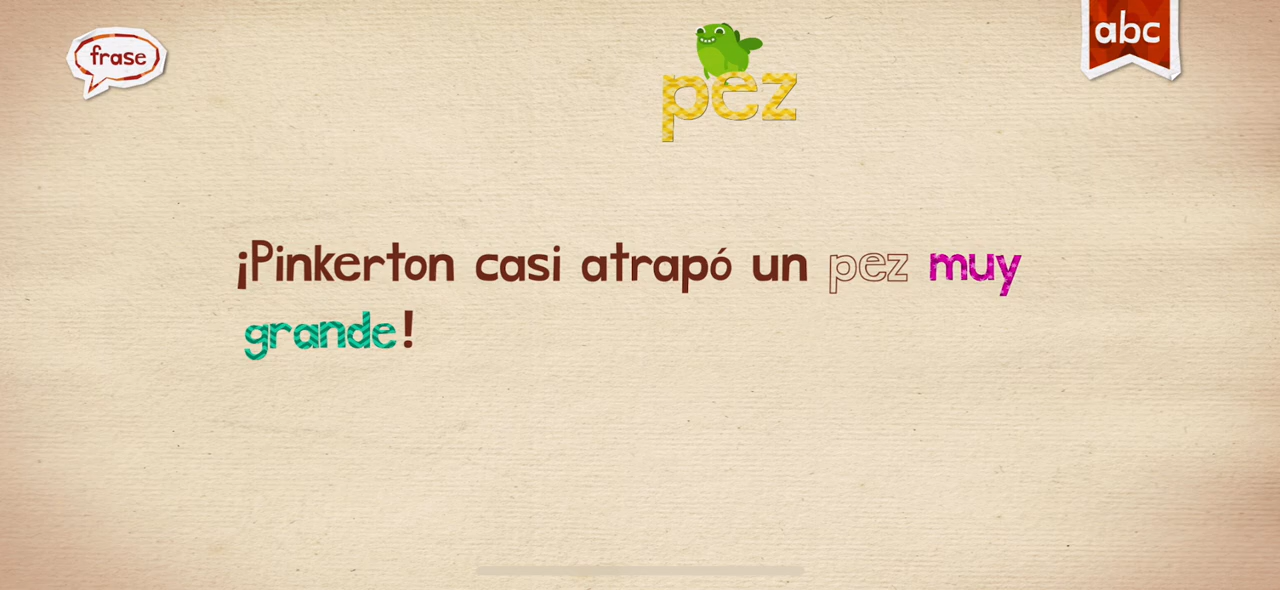 frase
abc
pez
¡Pinkerton casi atrapó un pez muy
grande!